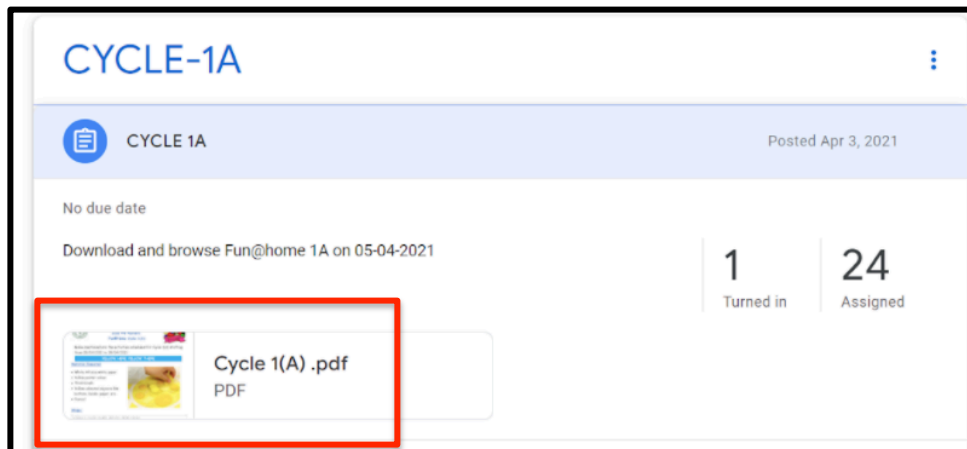 CYCLE-1A
CYCLE 1A
Posted Apr 3, 2021
No due date
Download and browse Fun@home 1A on 05-04-2021
1
Turned in
24
Assigned
Cycle 1(A) .pdf
PDF